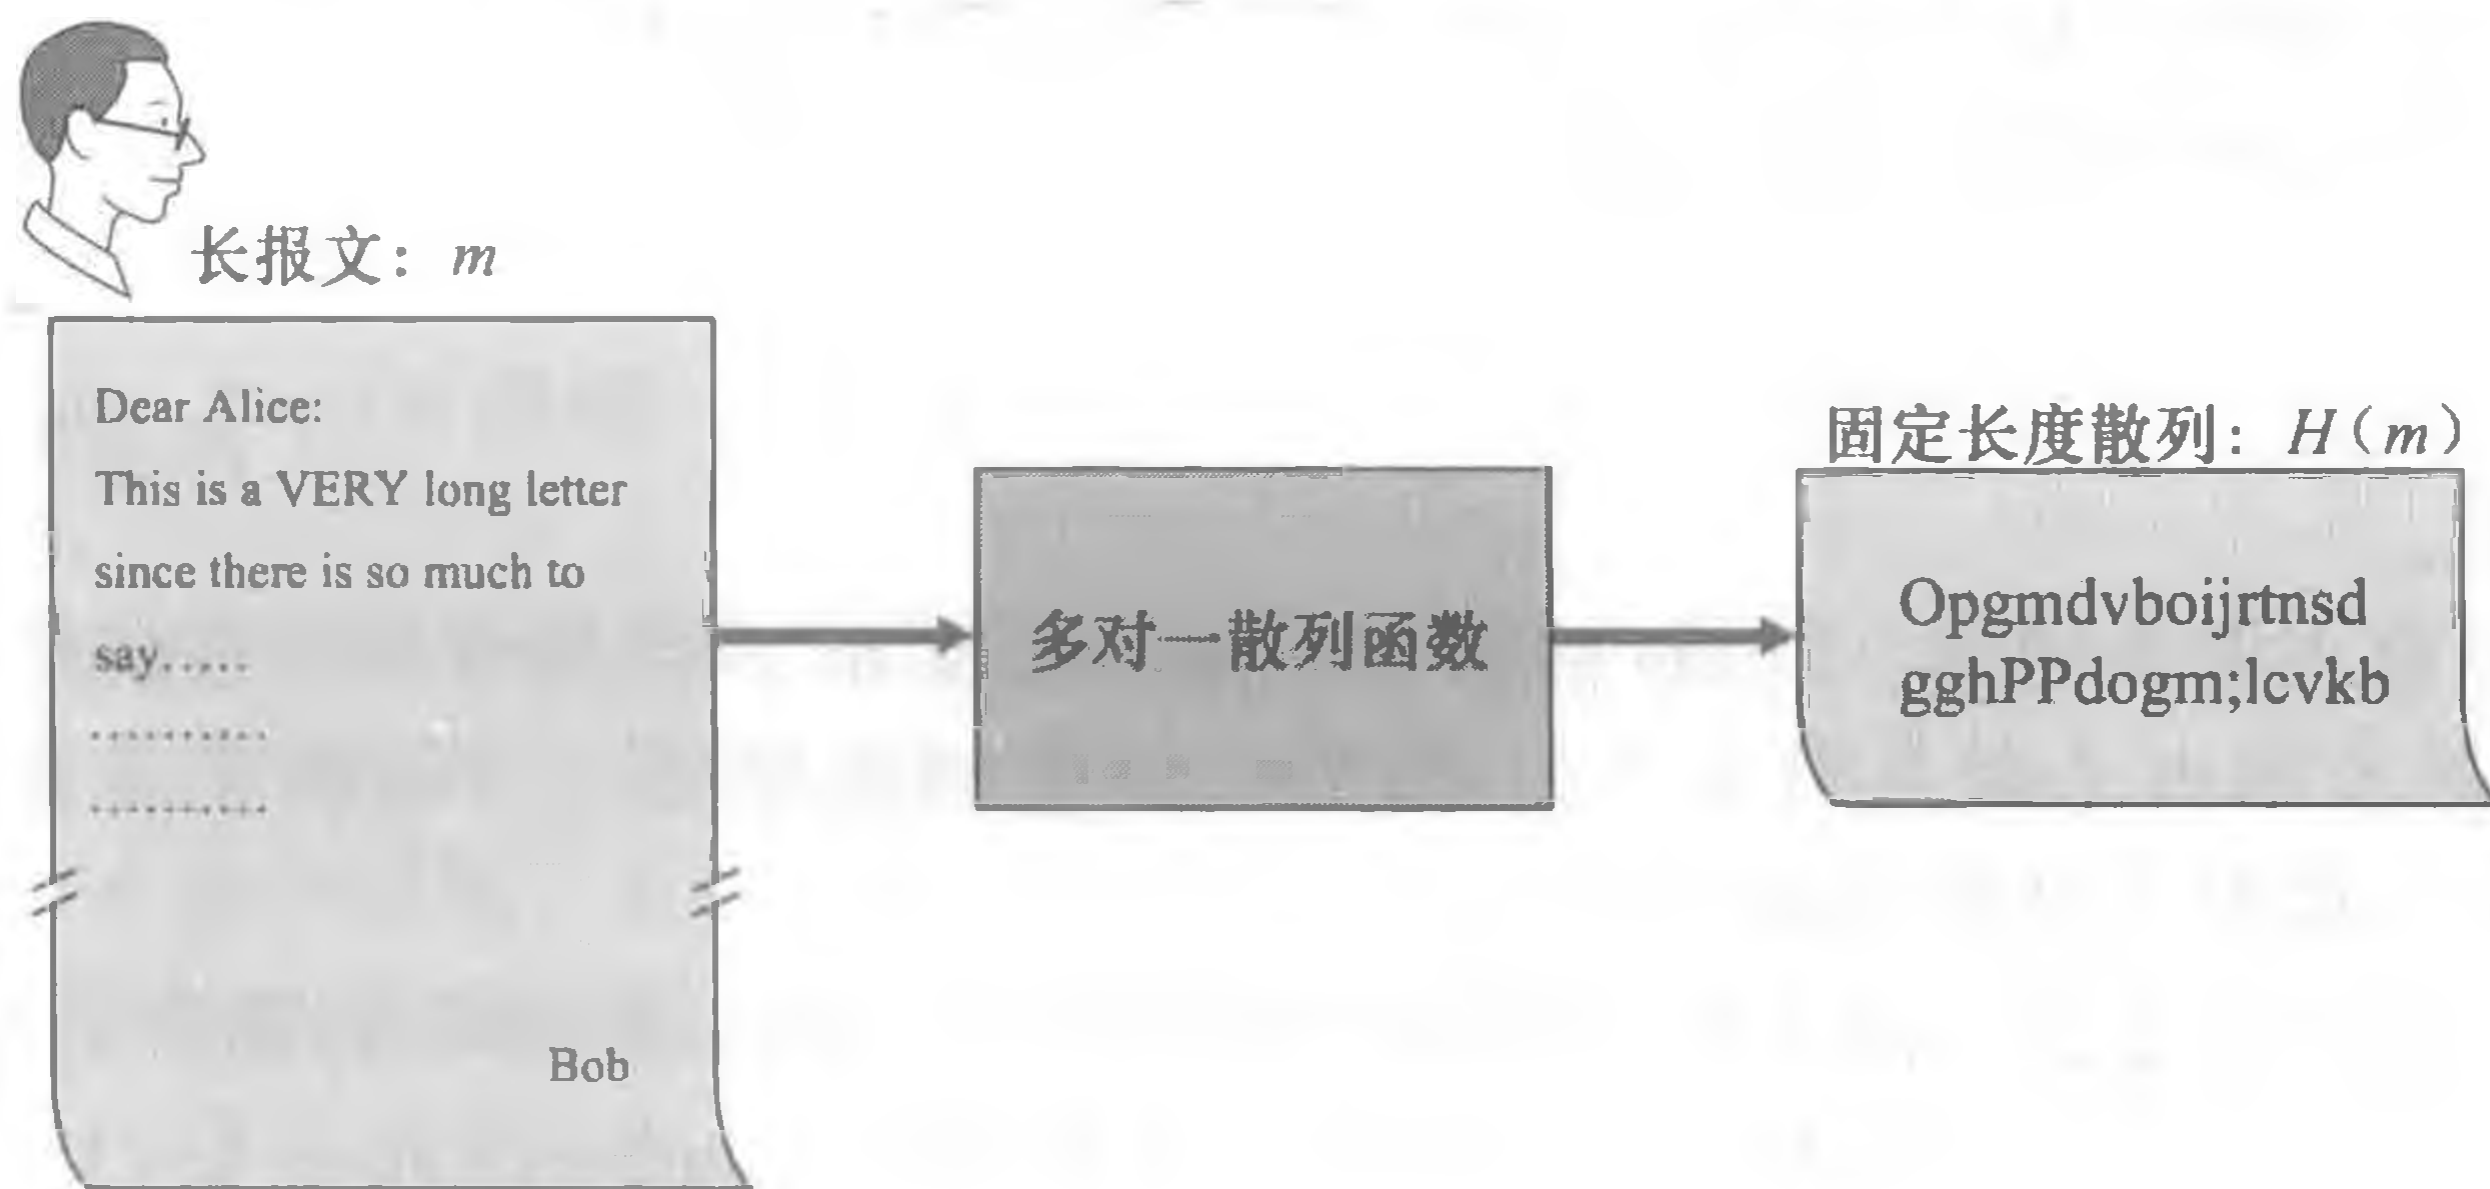 长报文：m
Dear Alice:
This is a VERY long letter
since there is so much to
say.....
..........
..........
Bob
多对一散列函数
固定长度散列：H（m）
Opgmdvboijrtnsd
gghPPdogm;lcvkb